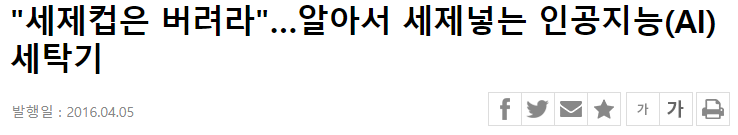 "세제컵은 버려라"...알아서 세제넣는 인공지능(AI)
세탁기
발행일 : 2016.04.05
가 가